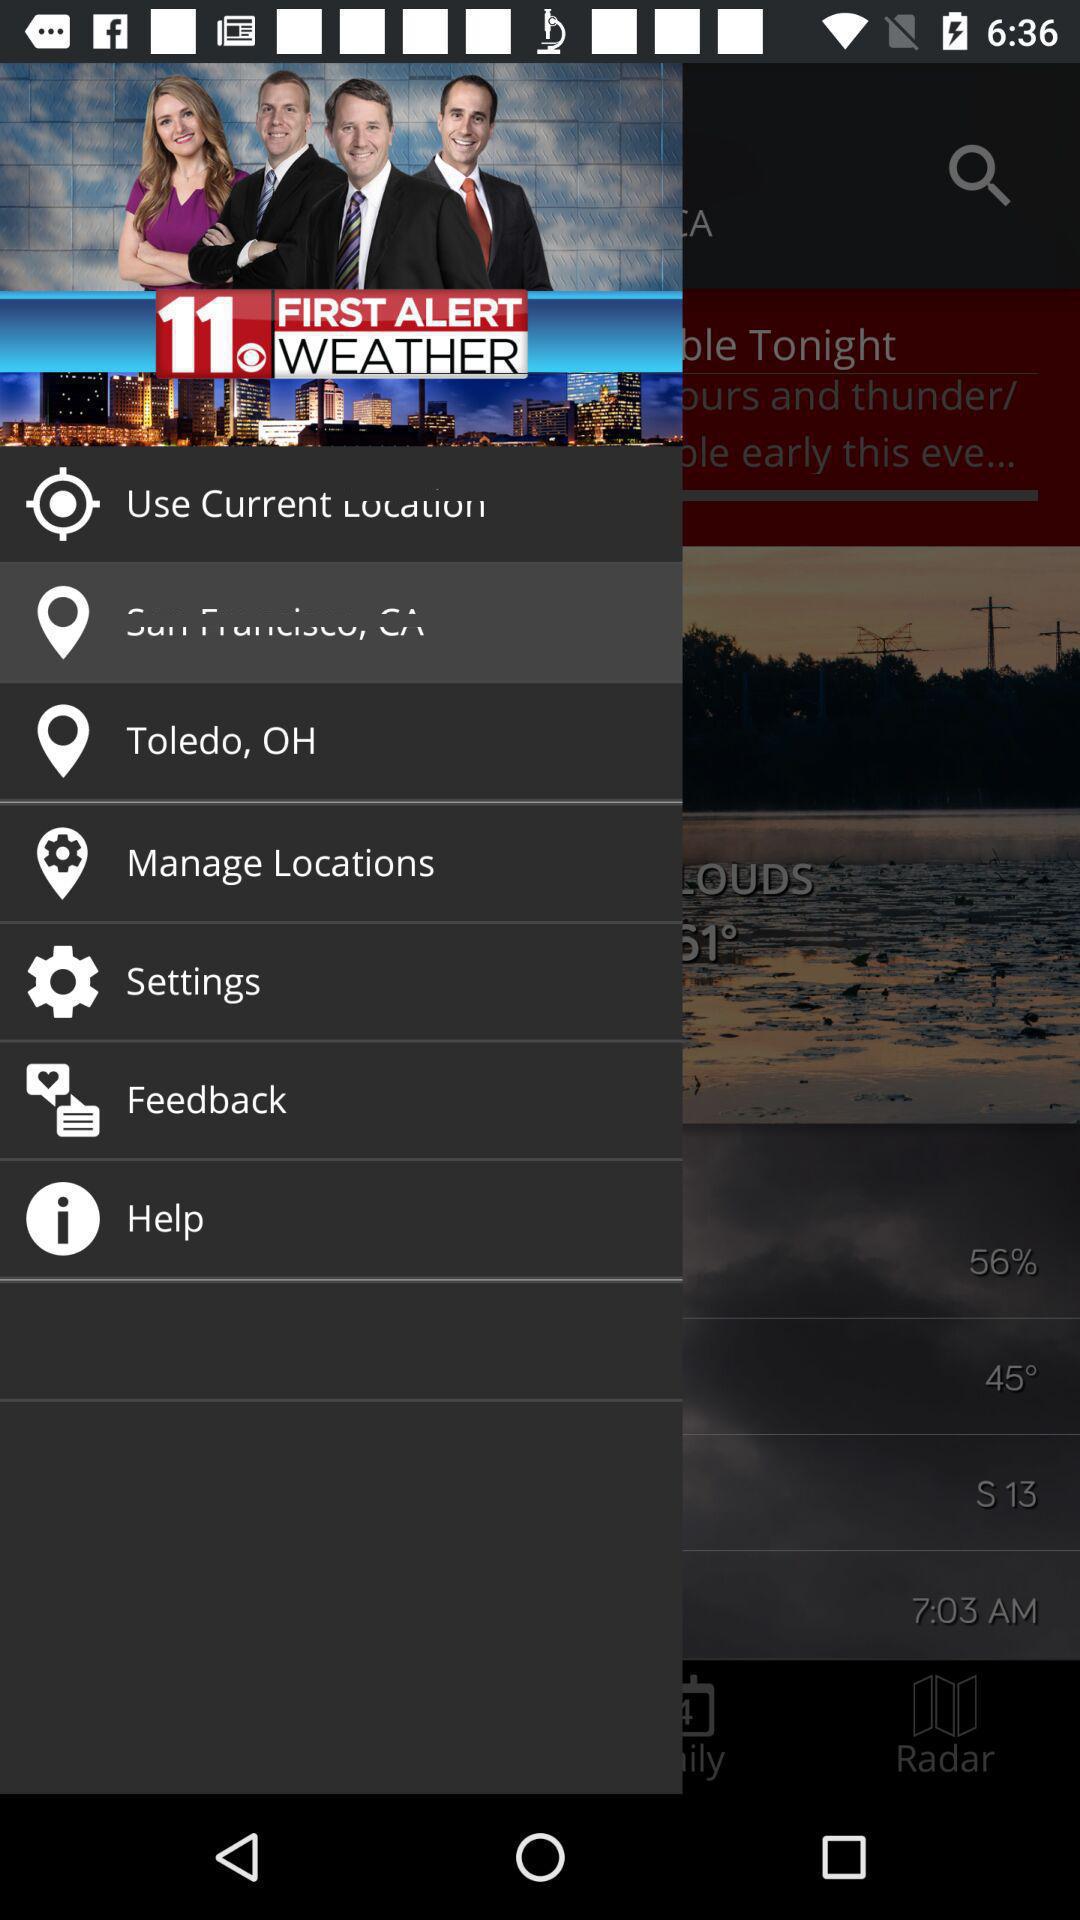 6:36
CA
11 FIRST ALERT
WEATHER
ble Tonight
ours and thunder/
ble early this eve...
Use Current Location
San Francisco, CA
Toledo, OH
LOUDS
Manage Locations
61°
Settings
Feedback
Help
56%
45°
S 13
7:03 AM
4
ily
Radar